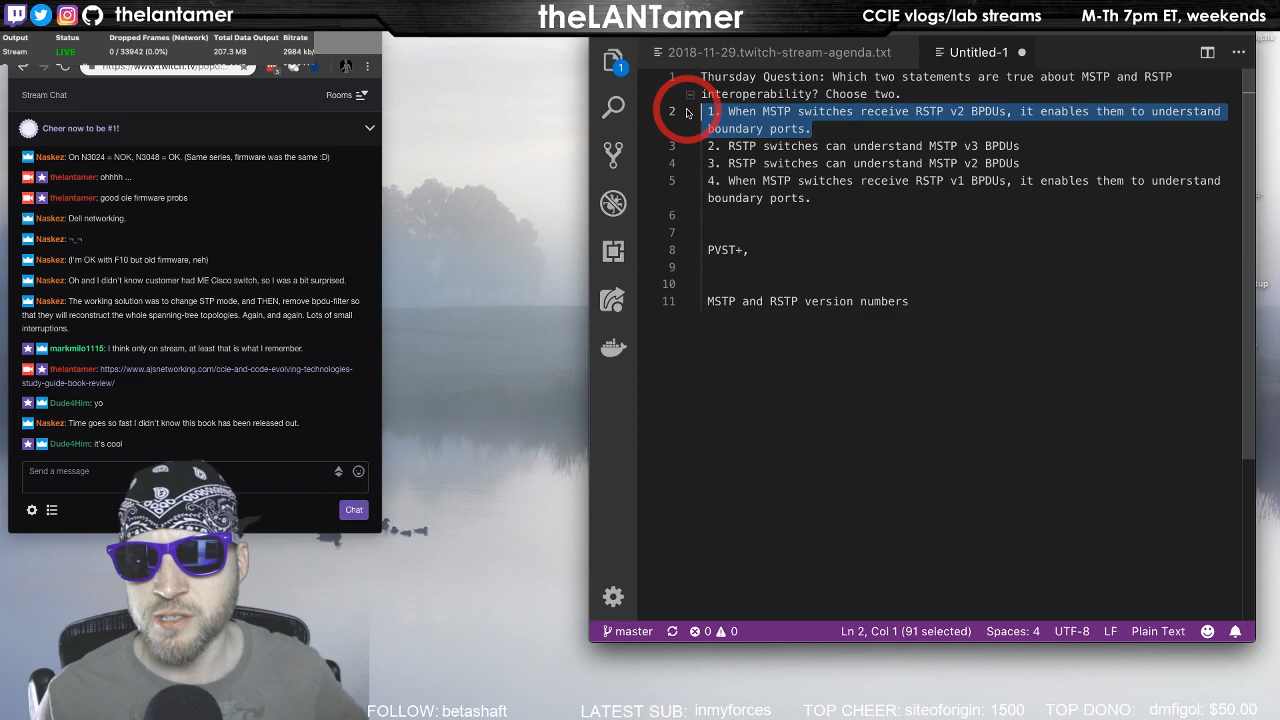 thelantamer
theLANTamer
CCIE vlogs/lab streams
M-Th 7pm ET, weekends
Output
Dropped Frames (Network)
Total Data Output
Bitrate
Stream
LIVE
0 / 33942 (0.0%)
207.3 MB
2984 kb/
Stream Chat
Rooms
Cheer now to be #1!
Naskez: On N3024 = NOK, N3048 = OK. (Same series, firmware was the same :D)
thelantamer: ohhhh ...
thelantamer: good ole firmware probs
Naskez: Dell networking.
Naskez: ¬_¬
Naskez: (I'm OK with F10 but old firmware, neh)
Naskez: Oh and I didn't know customer had ME Cisco switch, so I was a bit surprised.
Naskez: The working solution was to change STP mode, and THEN, remove bpdu-filter so
that they will reconstruct the whole spanning-tree topologies. Again, and again. Lots of small
interruptions.
markmilo1115: I think only on stream, at least that is what I remember.
thelantamer: https://www.ajsnetworking.com/ccie-and-ccde-evolving-technologies-
study-guide-book-review/
Dude4Him: yo
Naskez: Time goes so fast I didn't know this book has been released out.
Dude4Him: it's cool
Send a message
Chat
2018-11-29.twitch-stream-agenda.txt
Untitled-1
1
1 Thursday Question: Which two statements are true about MSTP and RSTP
interoperability? Choose two.
2 1. When MSTP switches receive RSTP v2 BPDUs, it enables them to understand
boundary ports.
3 2. RSTP switches can understand MSTP v3 BPDUs
4 3. RSTP switches can understand MSTP v2 BPDUs
5 4. When MSTP switches receive RSTP v1 BPDUs, it enables them to understand
boundary ports.
6
7
8 PVST+,
9
10
11 MSTP and RSTP version numbers
master
0
0
Ln 2, Col 1 (91 selected)
Spaces: 4
UTF-8
LF
Plain Text
FOLLOW: betashaft
LATEST SUB: inmyforces
TOP CHEER: siteoforigin: 1500
TOP DONO: dmfigol: $50.00